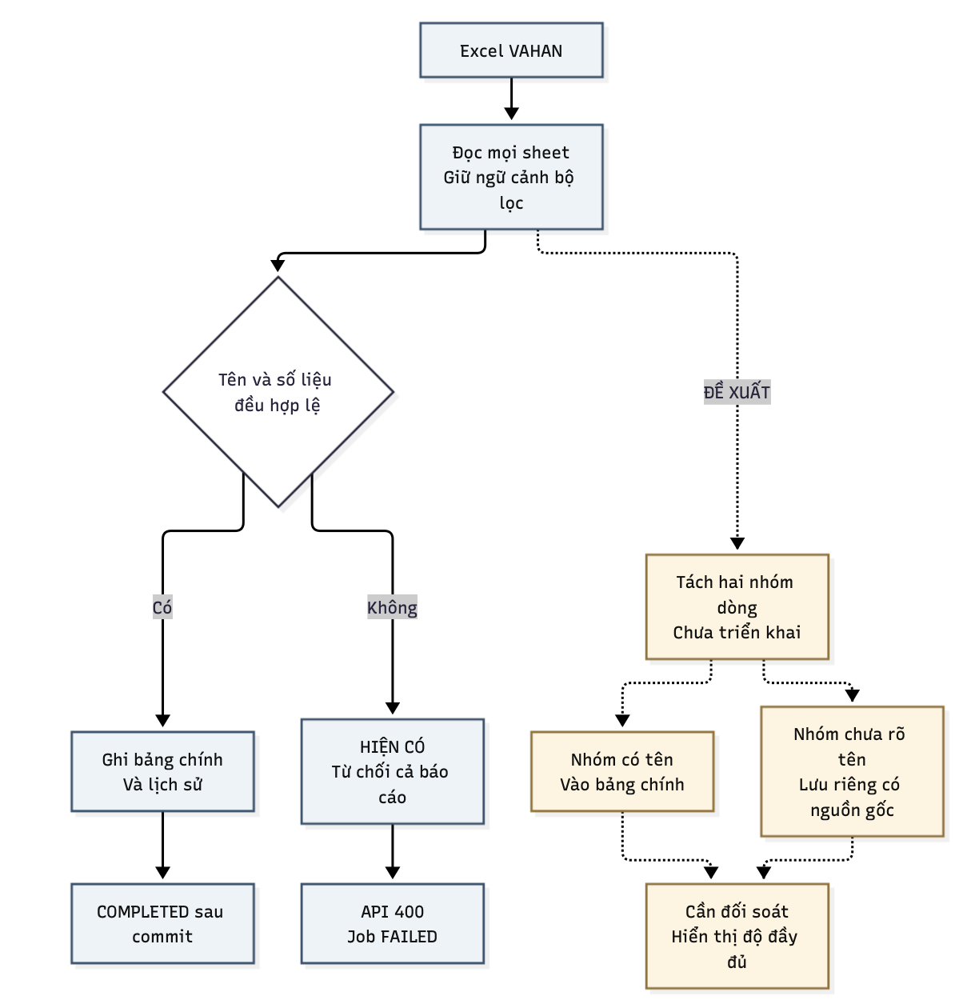 Excel VAHAN
Đọc mọi sheet
Giữ ngữ cảnh bộ
lọc
Tên và số liệu
đều hợp lệ
ĐỀ XUẤT
Có
Không
Tách hai nhóm
dòng
Chưa triển khai
Ghi bảng chính
Và lịch sử
HIỆN CÓ
Từ chối cả báo
cáo
Nhóm có tên
Vào bảng chính
Nhóm chưa rõ
tên
Lưu riêng có
nguồn gốc
COMPLETED sau
commit
API 400
Job FAILED
Cần đối soát
Hiển thị độ đầy
đủ